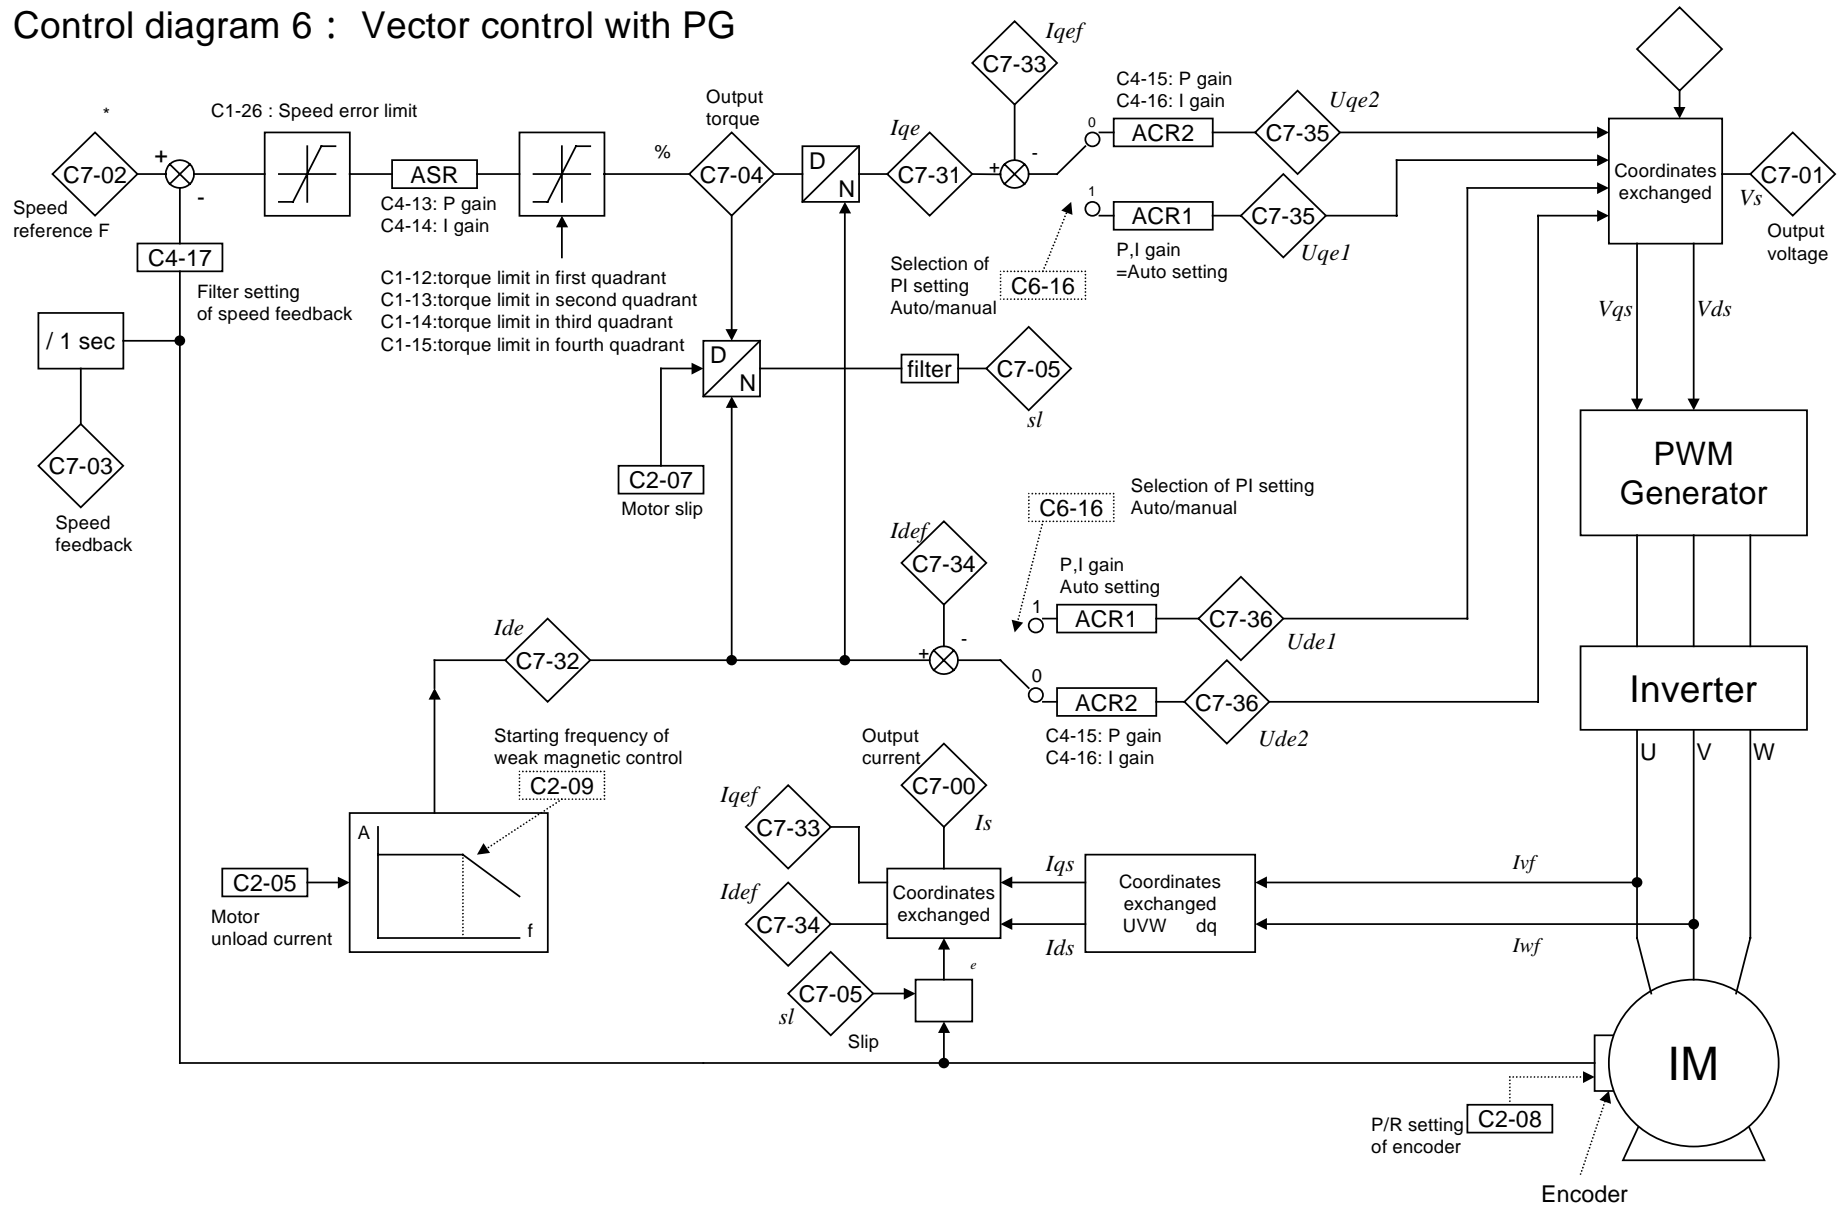 Control diagram 6 : Vector control with PG
*
C7-02
Speed
reference F
+
-
C1-26 : Speed error limit
ASR
C4-13: P gain
C4-14: I gain
C4-17
Filter setting
of speed feedback
/ 1 sec
C7-03
Speed
feedback
C1-12:torque limit in first quadrant
C1-13:torque limit in second quadrant
C1-14:torque limit in third quadrant
C1-15:torque limit in fourth quadrant
%
Output
torque
C7-04
D
N
Iqe
C7-31
Iqef
C7-33
+
-
0
C4-15: P gain
C4-16: I gain
ACR2
Uqe2
C7-35
1
ACR1
P,I gain
=Auto setting
C7-35
Uqe1
Selection of
PI setting
Auto/manual
C6-16
Coordinates
exchanged
C7-01
Vs
Output
voltage
Vqs
Vds
D
N
filter
C7-05
sl
C2-07
Motor slip
PWM
Generator
Idef
C7-34
C6-16
Selection of PI setting
Auto/manual
P,I gain
Auto setting
1
ACR1
C7-36
Ude1
Ide
C7-32
+
-
0
ACR2
C7-36
Ude2
C4-15: P gain
C4-16: I gain
Inverter
U
V
W
Starting frequency of
weak magnetic control
C2-09
A
f
C2-05
Motor
unload current
Output
current
C7-00
Is
Iqef
C7-33
Idef
C7-34
Coordinates
exchanged
Iqs
Ids
Coordinates
exchanged
UVW dq
Ivf
Iwf
C7-05
sl
Slip
e
IM
P/R setting
of encoder
C2-08
Encoder